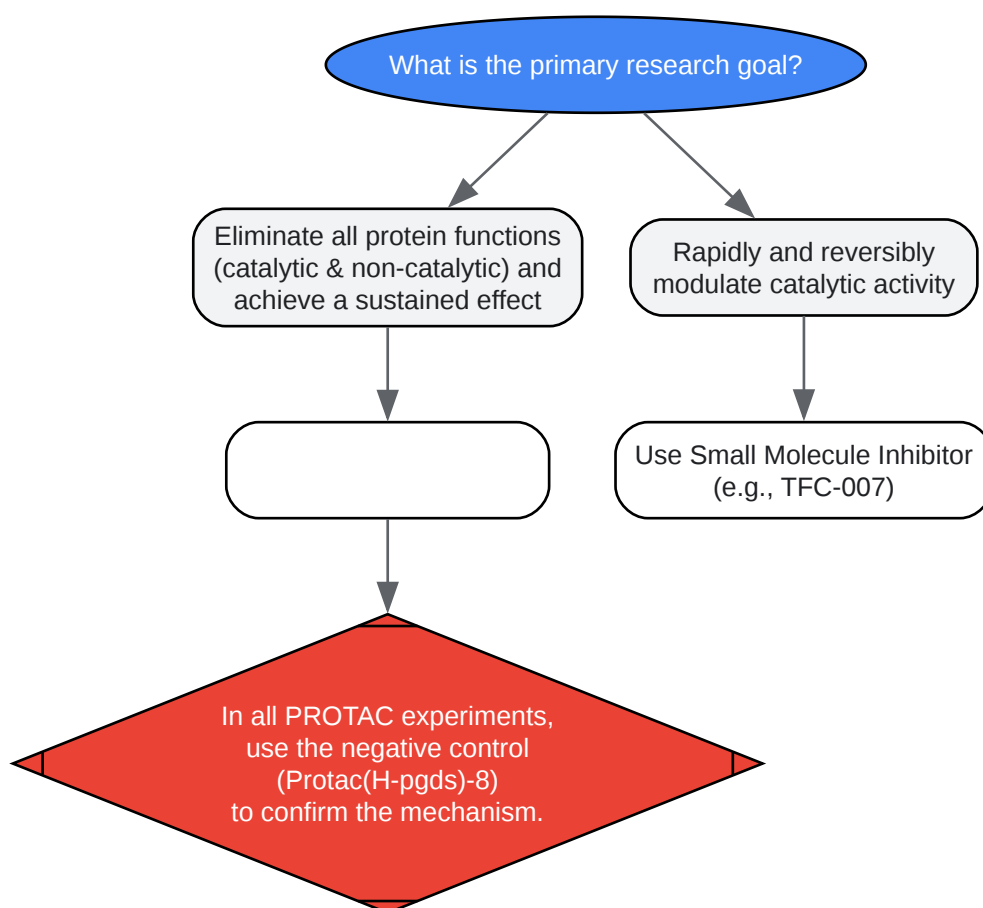 What is the primary research goal?
Eliminate all protein functions
(catalytic & non-catalytic) and
achieve a sustained effect
Rapidly and reversibly
modulate catalytic activity
Use Small Molecule Inhibitor
(e.g., TFC-007)
In all PROTAC experiments,
use the negative control
(Protac(H-pgds)-8)
to confirm the mechanism.